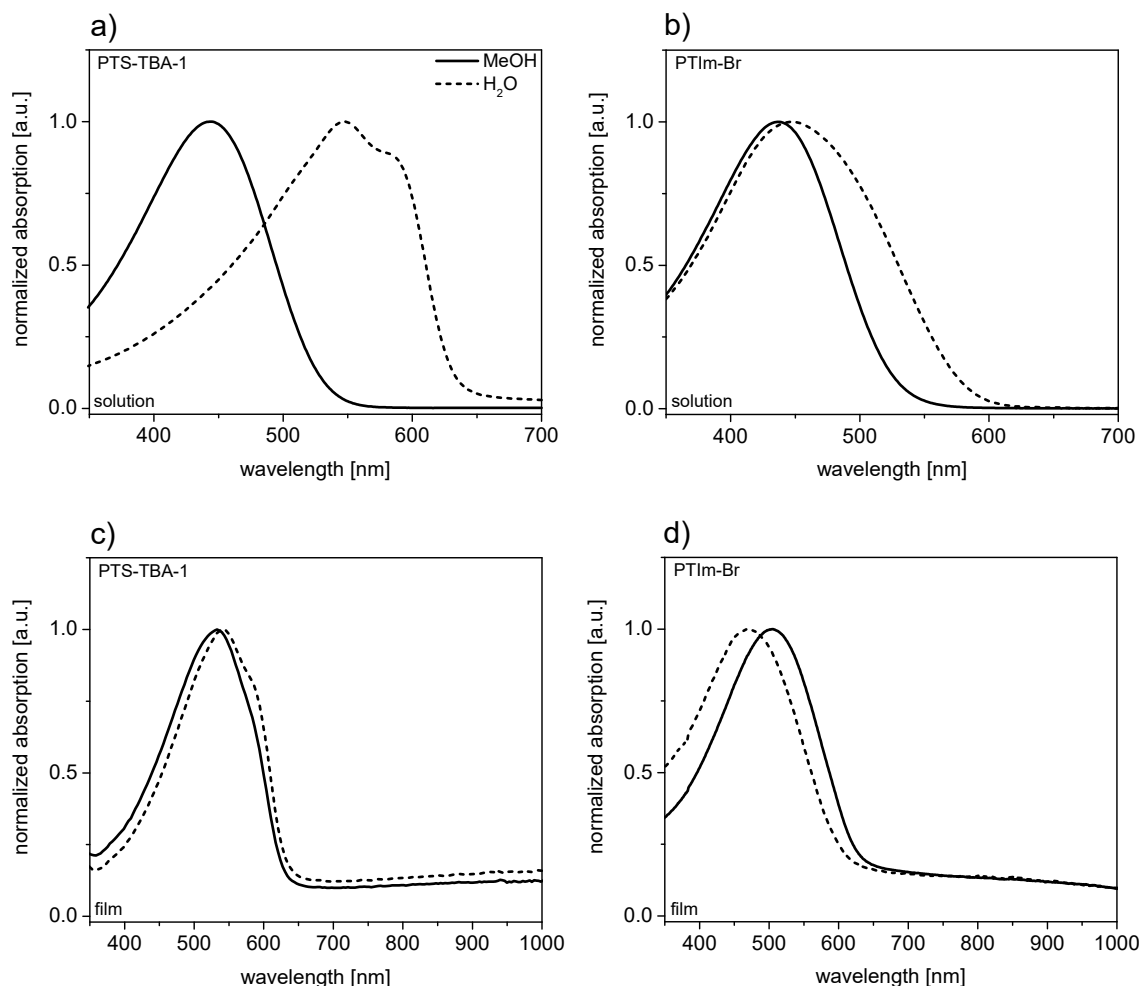 a)
PTS-TBA-1
MeOH
H₂O
normalized absorption [a.u.]
1.0
0.5
0.0
solution
400 500 600 700
wavelength [nm]
b)
PTIm-Br
normalized absorption [a.u.]
1.0
0.5
0.0
solution
400 500 600 700
wavelength [nm]
c)
PTS-TBA-1
normalized absorption [a.u.]
1.0
0.5
0.0
film
400 500 600 700 800 900 1000
wavelength [nm]
d)
PTIm-Br
normalized absorption [a.u.]
1.0
0.5
0.0
film
400 500 600 700 800 900 1000
wavelength [nm]